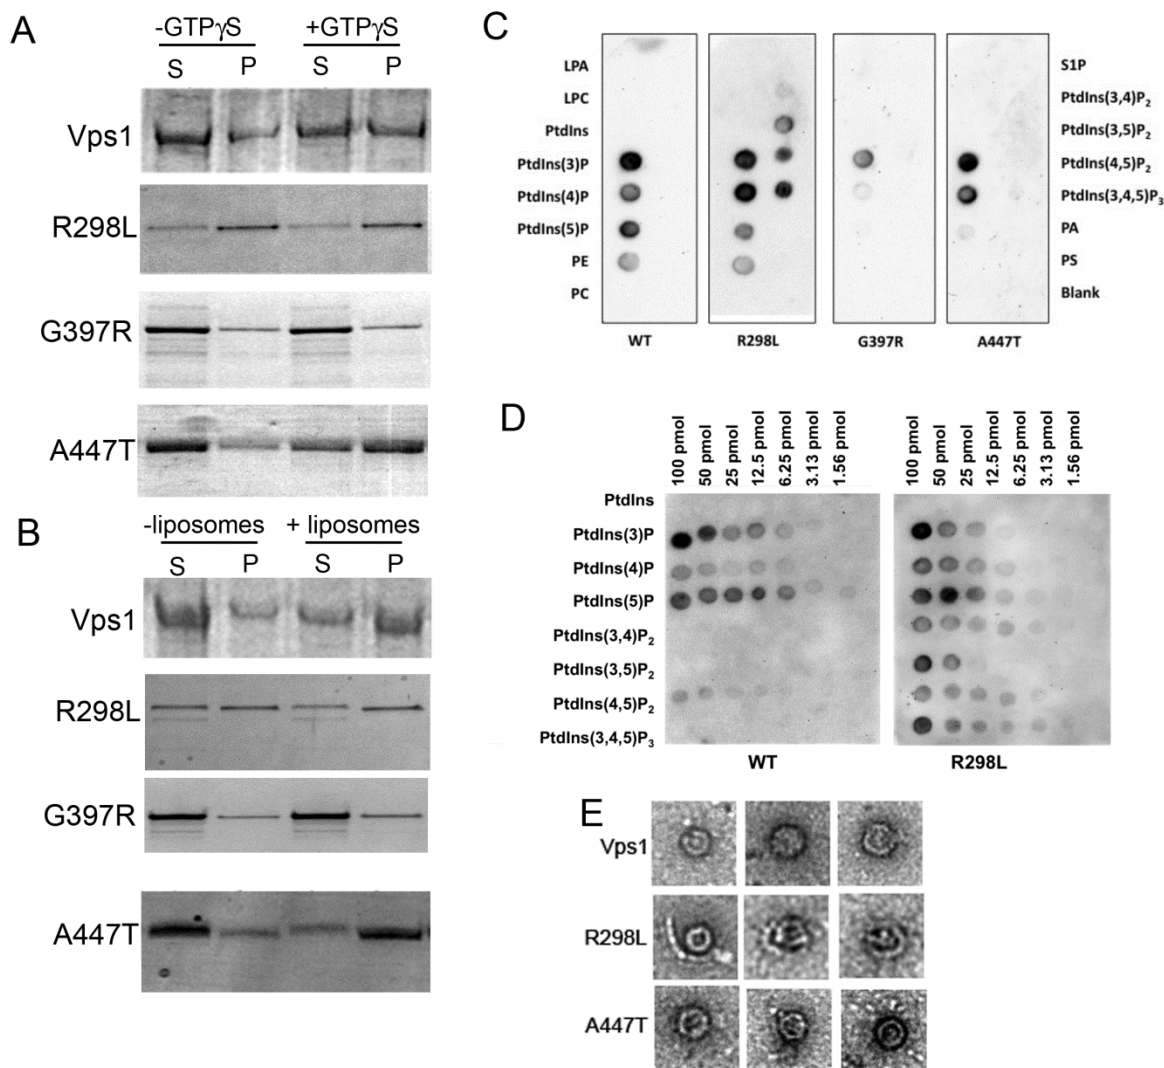 A
-GTPγS +GTPγS
S P S P
Vps1
R298L
G397R
A447T
B
-liposomes + liposomes
S P S P
Vps1
R298L
G397R
A447T
C
LPA
LPC
PtdIns
PtdIns(3)P
PtdIns(4)P
PtdIns(5)P
PE
PC
S1P
PtdIns(3,4)P₂
PtdIns(3,5)P₂
PtdIns(4,5)P₂
PtdIns(3,4,5)P₃
PA
PS
Blank
WT R298L G397R A447T
D
100 pmol 50 pmol 25 pmol 12.5 pmol 6.25 pmol 3.13 pmol 1.56 pmol
100 pmol 50 pmol 25 pmol 12.5 pmol 6.25 pmol 3.13 pmol 1.56 pmol
PtdIns
PtdIns(3)P
PtdIns(4)P
PtdIns(5)P
PtdIns(3,4)P₂
PtdIns(3,5)P₂
PtdIns(4,5)P₂
PtdIns(3,4,5)P₃
WT R298L
E
Vps1
R298L
A447T